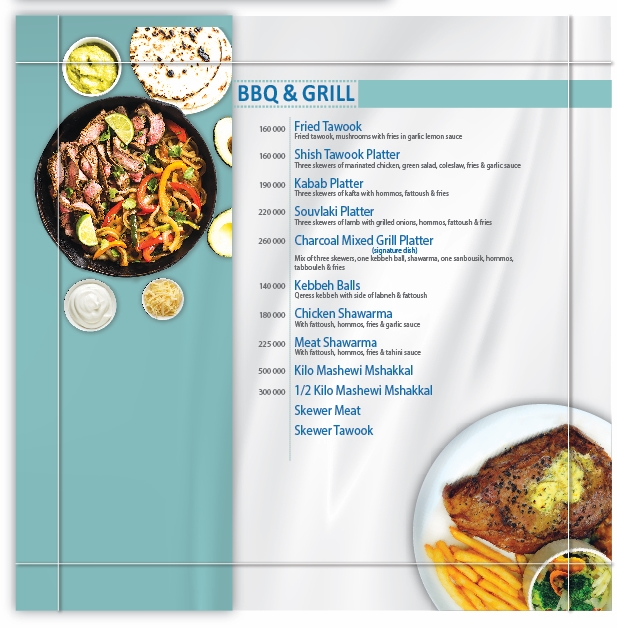 BBQ & GRILL
160 000 Fried Tawook
Fried tawook, mushrooms with fries in garlic lemon sauce
160 000 Shish Tawook Platter
Three skewers of marinated chicken, green salad, coleslaw, fries & garlic sauce
190 000 Kabab Platter
Three skewers of kafta with hommos, fattoush & fries
220 000 Souvlaki Platter
Three skewers of lamb with grilled onions, hommos, fattoush & fries
260 000 Charcoal Mixed Grill Platter
(signature dish)
Mix of three skewers, one kebbeh ball, shawarma, one sanbousik, hommos,
tabbouleh & fries
140 000 Kebbeh Balls
Qeress kebbeh with side of labneh & fattoush
180 000 Chicken Shawarma
With fattoush, hommos, fries & garlic sauce
225 000 Meat Shawarma
With fattoush, hommos, fries & tahini sauce
500 000 Kilo Mashewi Mshakkal
300 000 1/2 Kilo Mashewi Mshakkal
Skewer Meat
Skewer Tawook